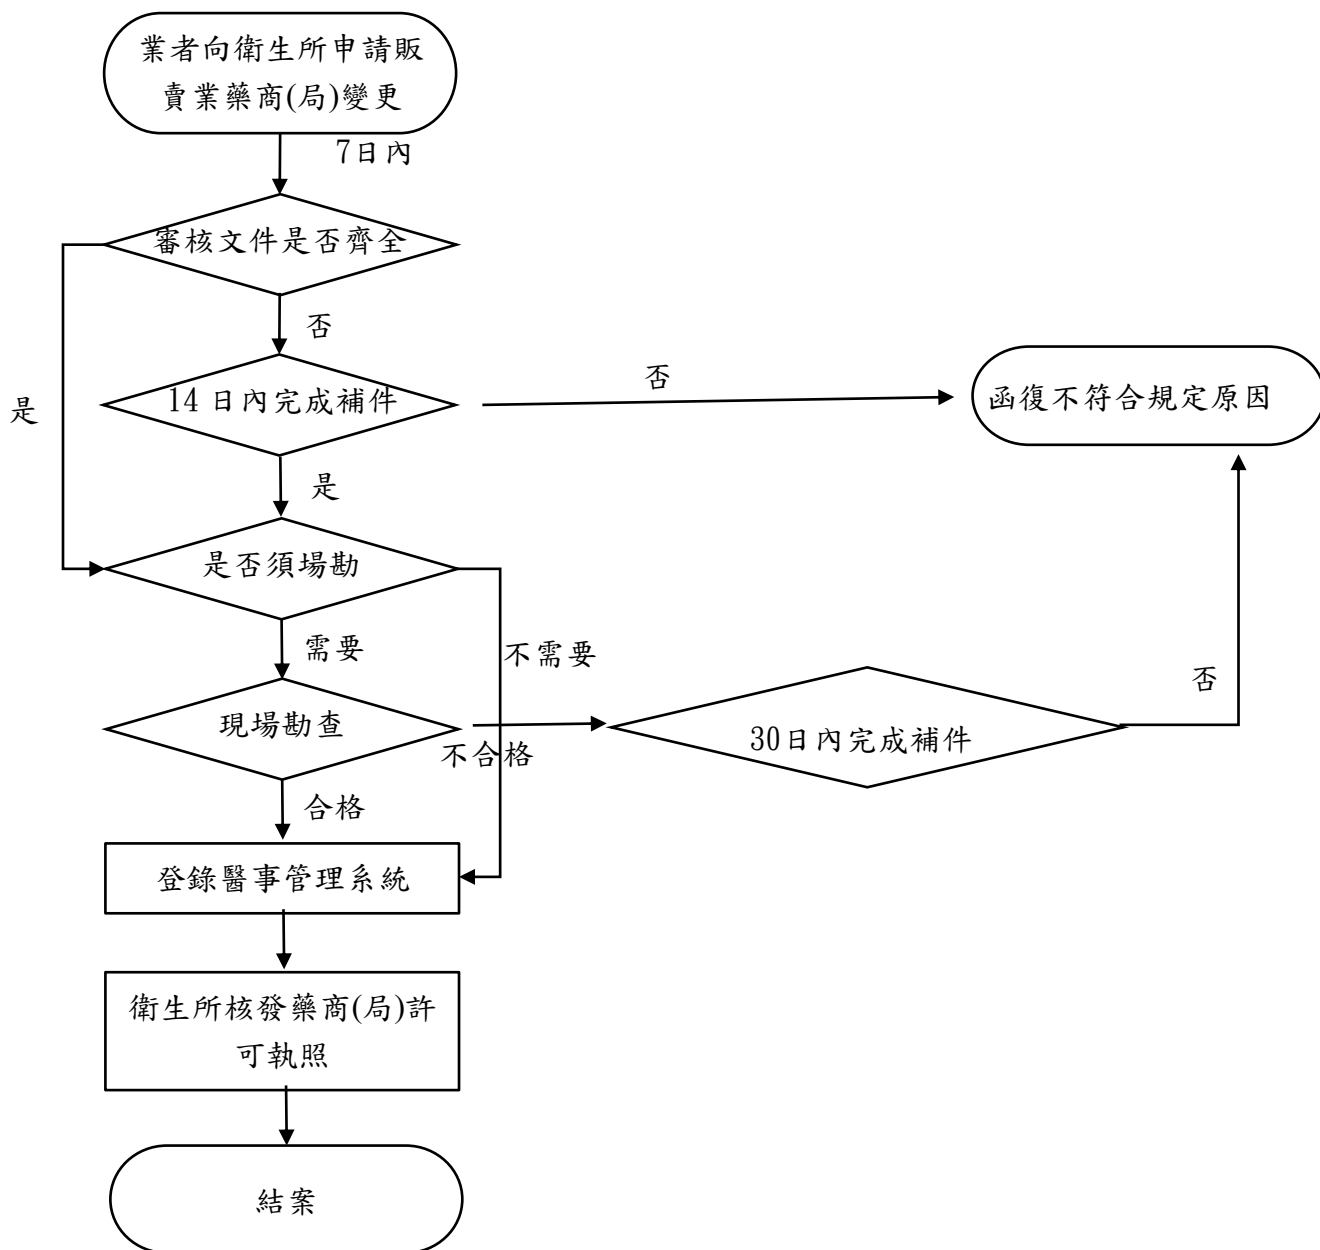 業者向衛生所申請販
賣業藥商(局)變更
7日內
審核文件是否齊全
否
是
14 日內完成補件
否
函復不符合規定原因
是
是否須場勘
需要
不需要
現場勘查
不合格
30日內完成補件
否
合格
登錄醫事管理系統
衛生所核發藥商(局)許
可執照
結案